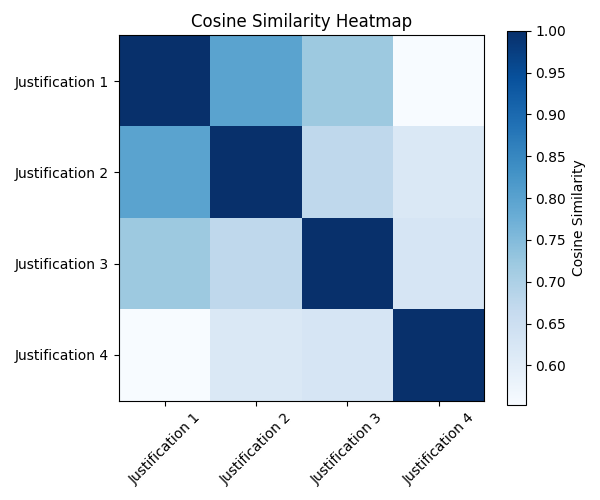 Cosine Similarity Heatmap
Justification 1
Justification 2
Justification 3
Justification 4
Justification 1
Justification 2
Justification 3
Justification 4
1.00
0.95
0.90
0.85
0.80
0.75
0.70
0.65
0.60
Cosine Similarity